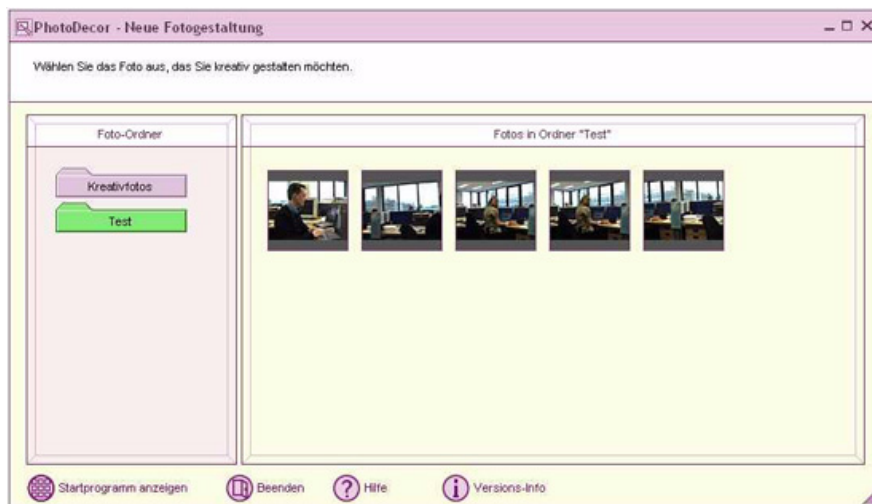 PhotoDecor - Neue Fotogestaltung
Wählen Sie das Foto aus, das Sie kreativ gestalten möchten.
Foto-Ordner
Fotos in Ordner "Test"
Kreativfotos
Test
Startprogramm anzeigen
Beenden
Hilfe
Versions-Info